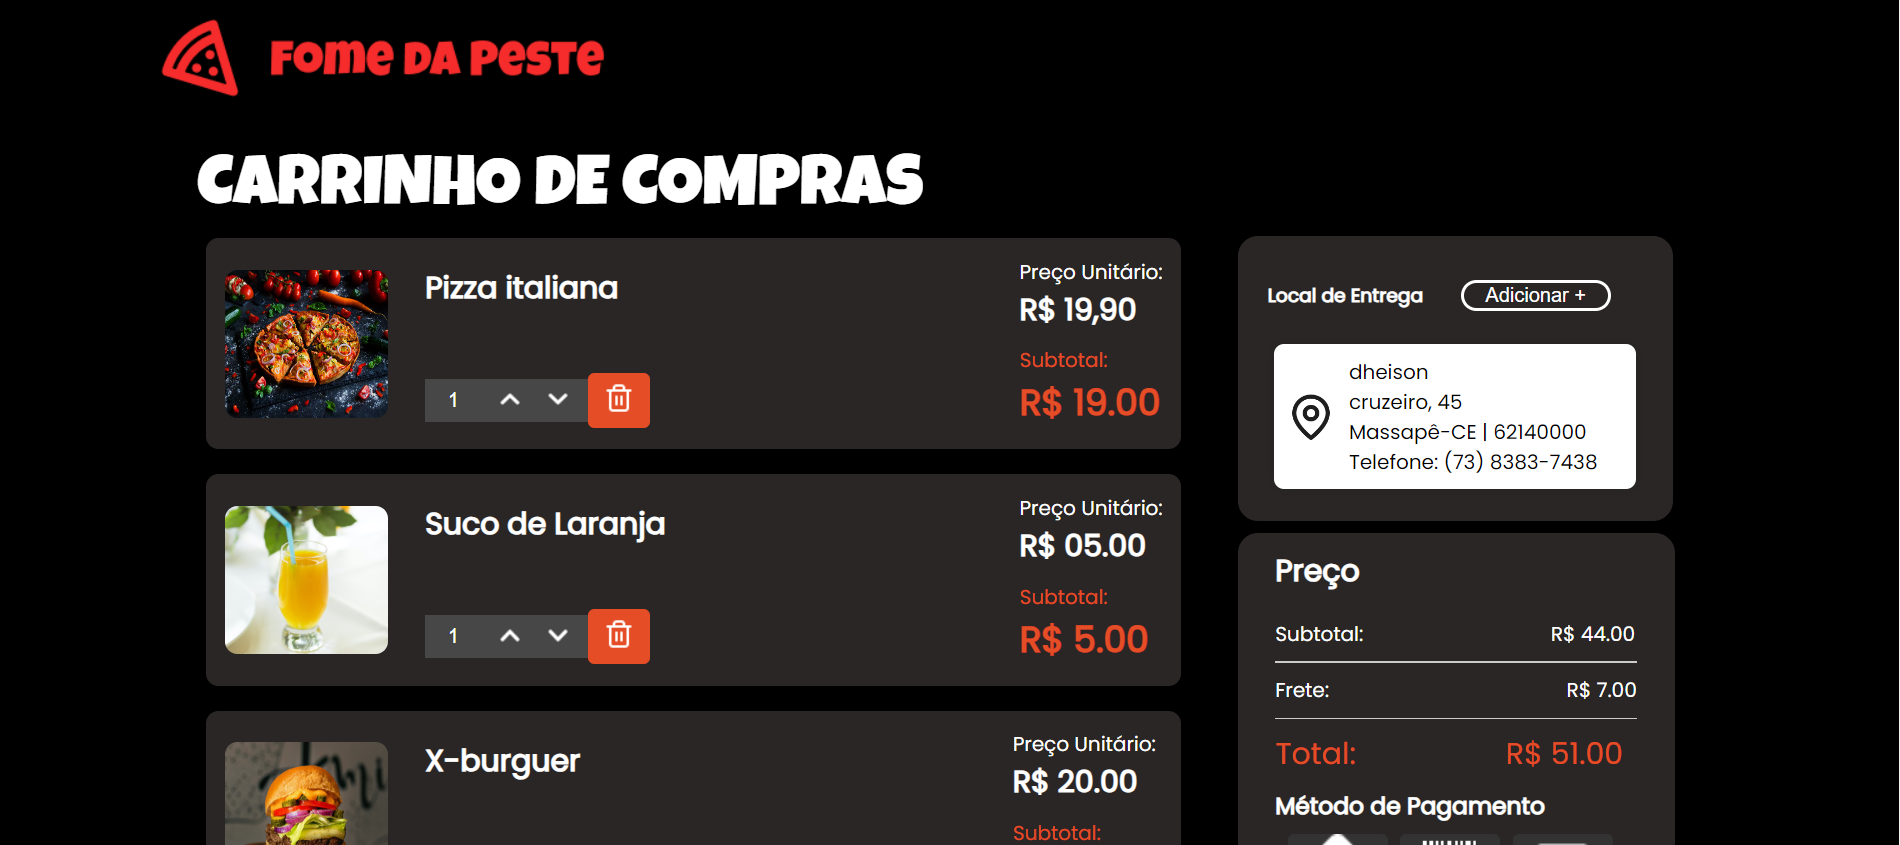 Fome da Peste
CARRINHO DE COMPRAS
Pizza italiana
1
Preço Unitário:
R$ 19,90
Subtotal:
R$ 19.00
Suco de Laranja
1
Preço Unitário:
R$ 05.00
Subtotal:
R$ 5.00
X-burguer
Preço Unitário:
R$ 20.00
Subtotal:
Local de Entrega
Adicionar +
dheison
cruzeiro, 45
Massapê-CE | 62140000
Telefone: (73) 8383-7438
Preço
Subtotal: R$ 44.00
Frete: R$ 7.00
Total: R$ 51.00
Método de Pagamento